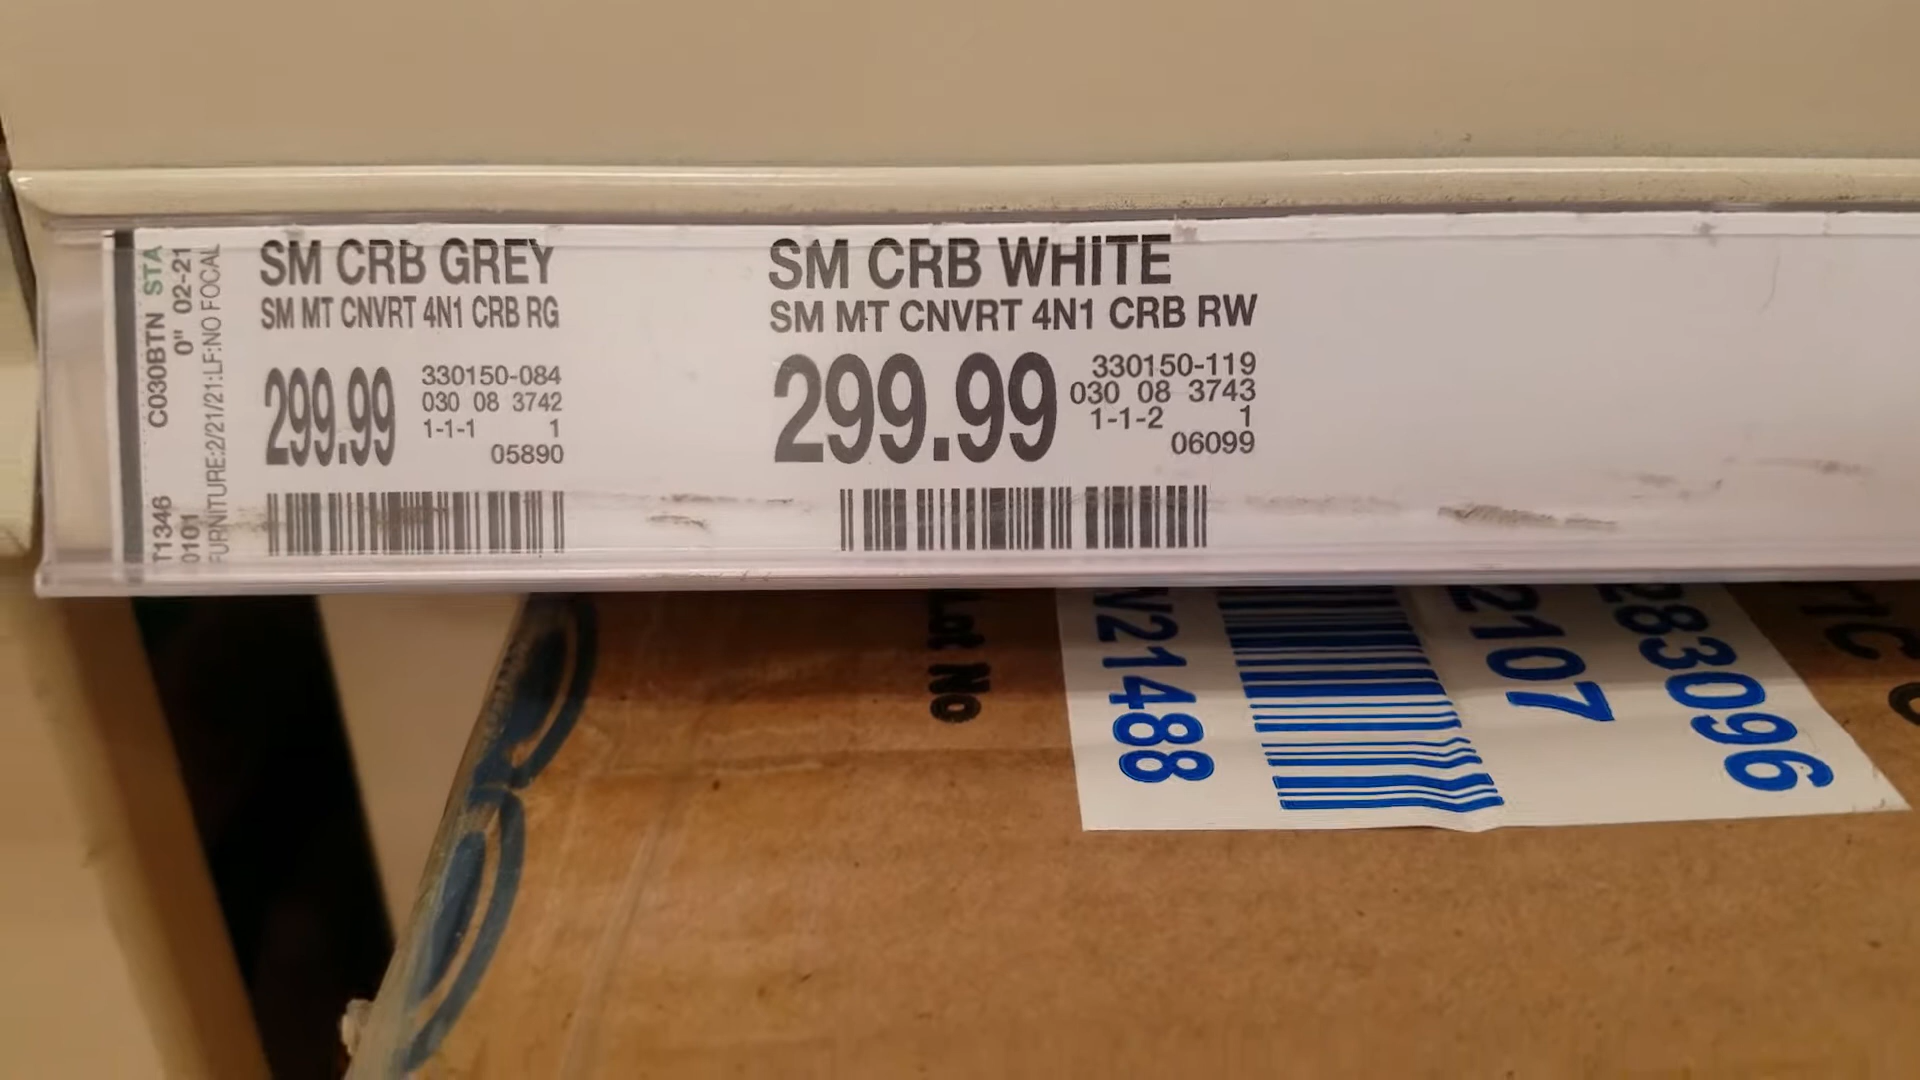 C030BTN STA
0" 02-21
T1346
0101
FURNITURE:2/21/21:LF:NO FOCAL
SM CRB GREY
SM MT CNVRT 4N1 CRB RG
299.99
330150-084
030 08 3742
1-1-1 1
05890
SM CRB WHITE
SM MT CNVRT 4N1 CRB RW
299.99
330150-119
030 08 3743
1-1-2 1
06099
Lot No
V21488
2107
283096